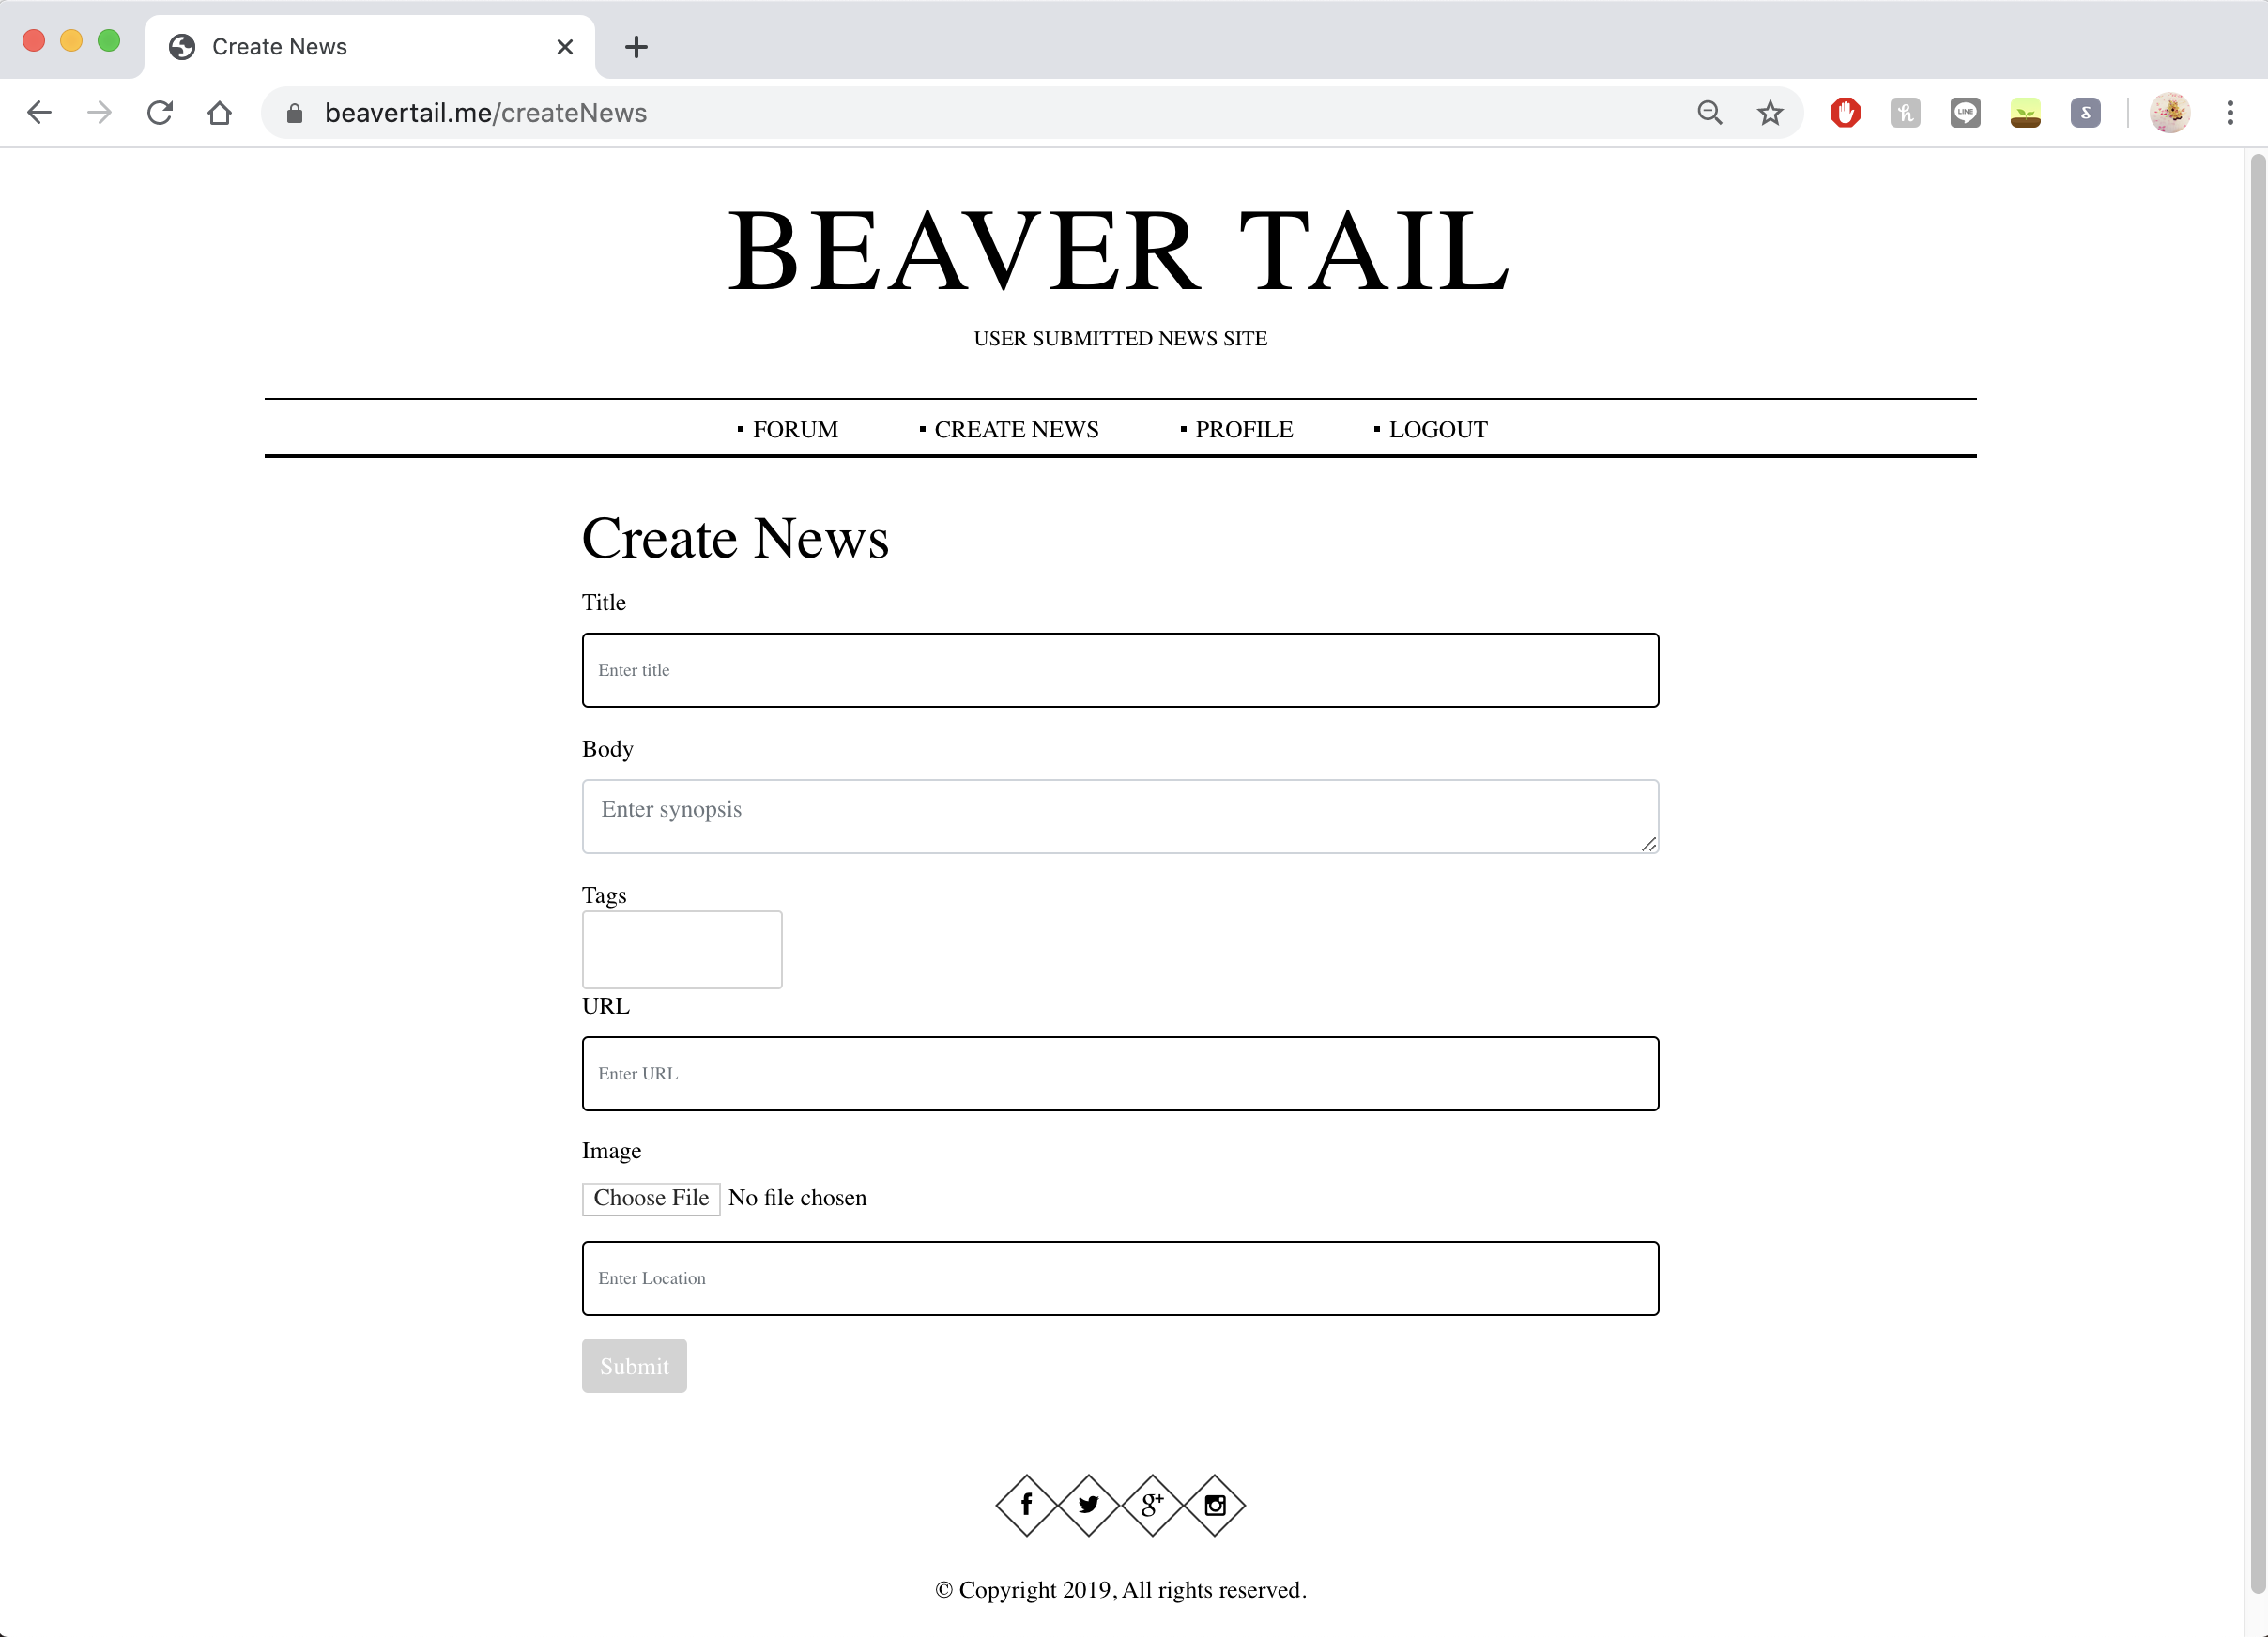 Create News
beavertail.me/createNews
LINE
BEAVER TAIL
USER SUBMITTED NEWS SITE
FORUM CREATE NEWS PROFILE LOGOUT
Create News
Title
Enter title
Body
Enter synopsis
Tags
URL
Enter URL
Image
Choose File No file chosen
Enter Location
Submit
f g+
© Copyright 2019, All rights reserved.